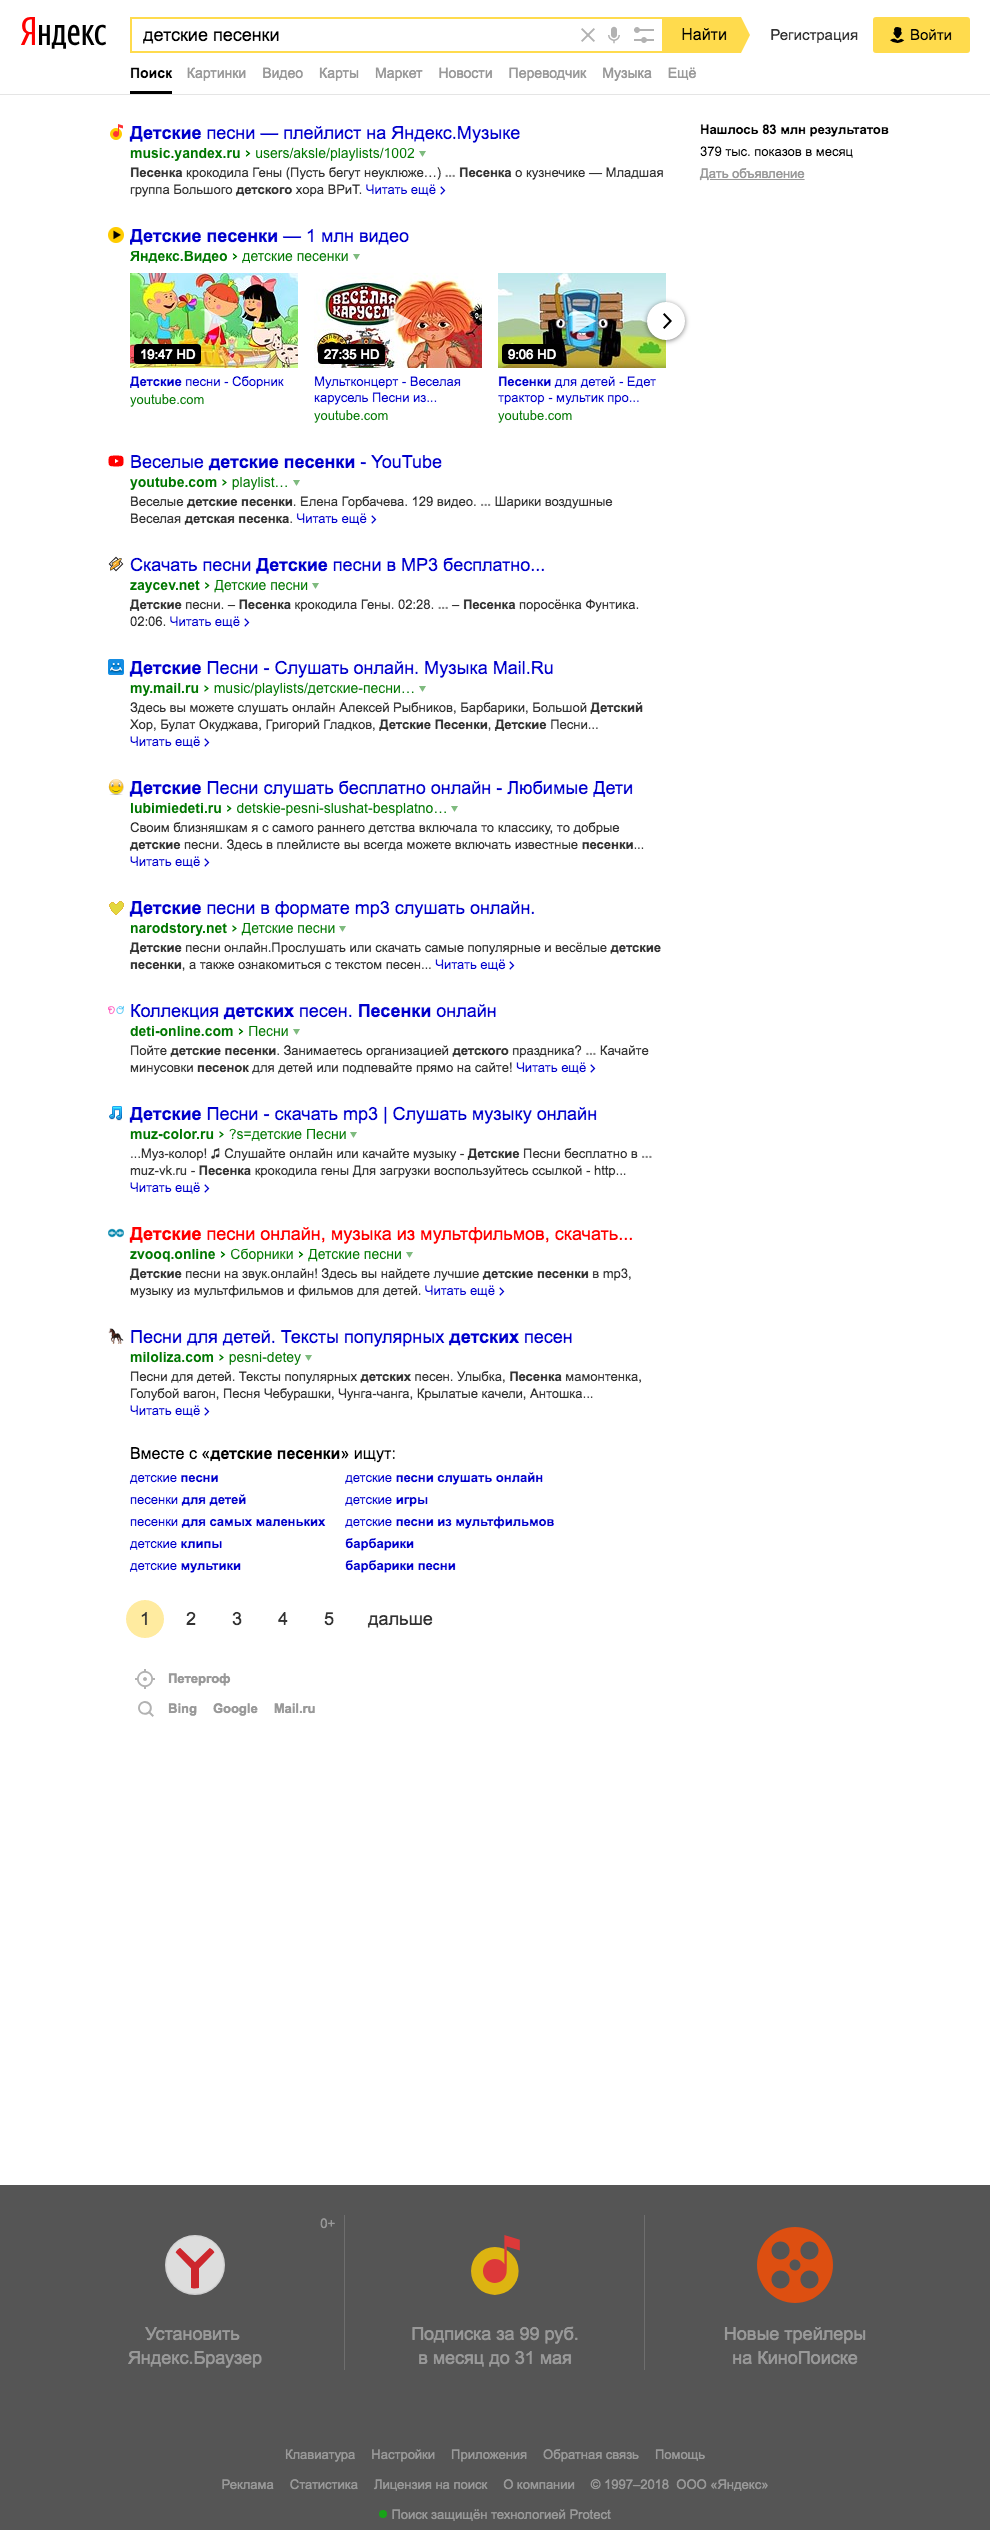 Яндекс
детские песенки
Найти
Регистрация
Войти
Поиск Картинки Видео Карты Маркет Новости Переводчик Музыка Ещё
Детские песни — плейлист на Яндекс.Музыке
music.yandex.ru › users/aksle/playlists/1002
Песенка крокодила Гены (Пусть бегут неуклюже…) ... Песенка о кузнечике — Младшая
группа Большого детского хора ВРиТ. Читать ещё ›
Нашлось 83 млн результатов
379 тыс. показов в месяц
Дать объявление
Детские песенки — 1 млн видео
Яндекс.Видео › детские песенки
ВЕСЁЛАЯ
КАРУСЕЛЬ
19:47 HD
27:35 HD
9:06 HD
Детские песни - Сборник
youtube.com
Мультконцерт - Веселая
карусель Песни из...
youtube.com
Песенки для детей - Едет
трактор - мультик про...
youtube.com
Веселые детские песенки - YouTube
youtube.com › playlist…
Веселые детские песенки. Елена Горбачева. 129 видео. ... Шарики воздушные
Веселая детская песенка. Читать ещё ›
Скачать песни Детские песни в MP3 бесплатно...
zaycev.net › Детские песни
Детские песни. – Песенка крокодила Гены. 02:28. ... – Песенка поросёнка Фунтика.
02:06. Читать ещё ›
Детские Песни - Слушать онлайн. Музыка Mail.Ru
my.mail.ru › music/playlists/детские-песни…
Здесь вы можете слушать онлайн Алексей Рыбников, Барбарики, Большой Детский
Хор, Булат Окуджава, Григорий Гладков, Детские Песенки, Детские Песни...
Читать ещё ›
Детские Песни слушать бесплатно онлайн - Любимые Дети
lubimiedeti.ru › detskie-pesni-slushat-besplatno…
Своим близняшкам я с самого раннего детства включала то классику, то добрые
детские песни. Здесь в плейлисте вы всегда можете включать известные песенки...
Читать ещё ›
Детские песни в формате mp3 слушать онлайн.
narodstory.net › Детские песни
Детские песни онлайн.Прослушать или скачать самые популярные и весёлые детские
песенки, а также ознакомиться с текстом песен... Читать ещё ›
Коллекция детских песен. Песенки онлайн
deti-online.com › Песни
Пойте детские песенки. Занимаетесь организацией детского праздника? ... Качайте
минусовки песенок для детей или подпевайте прямо на сайте! Читать ещё ›
Детские Песни - скачать mp3 | Слушать музыку онлайн
muz-color.ru › ?s=детские Песни
...Муз-колор! ♫ Слушайте онлайн или качайте музыку - Детские Песни бесплатно в ...
muz-vk.ru - Песенка крокодила гены Для загрузки воспользуйтесь ссылкой - http...
Читать ещё ›
Детские песни онлайн, музыка из мультфильмов, скачать...
zvooq.online › Сборники › Детские песни
Детские песни на звук.онлайн! Здесь вы найдете лучшие детские песенки в mp3,
музыку из мультфильмов и фильмов для детей. Читать ещё ›
Песни для детей. Тексты популярных детских песен
miloliza.com › pesni-detey
Песни для детей. Тексты популярных детских песен. Улыбка, Песенка мамонтенка,
Голубой вагон, Песня Чебурашки, Чунга-чанга, Крылатые качели, Антошка...
Читать ещё ›
Вместе с «детские песенки» ищут:
детские песни
детские песни слушать онлайн
песенки для детей
детские игры
песенки для самых маленьких
детские песни из мультфильмов
детские клипы
барбарики
детские мультики
барбарики песни
1 2 3 4 5 дальше
Петергоф
Bing Google Mail.ru
0+
Установить
Яндекс.Браузер
Подписка за 99 руб.
в месяц до 31 мая
Новые трейлеры
на КиноПоиске
Клавиатура Настройки Приложения Обратная связь Помощь
Реклама Статистика Лицензия на поиск О компании © 1997–2018 ООО «Яндекс»
Поиск защищён технологией Protect